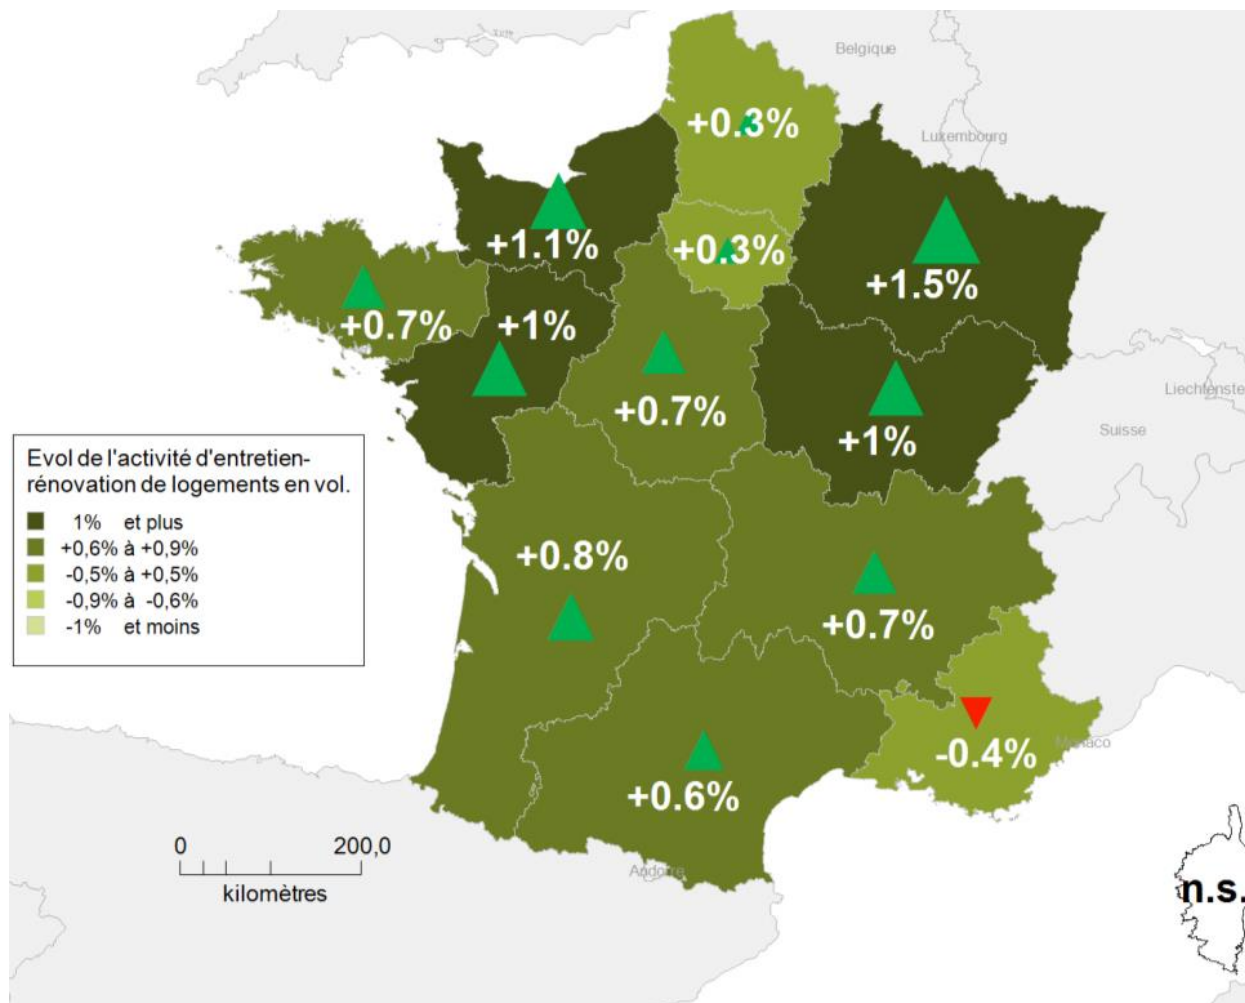 Belgique
+0.3%
Luxembourg
+1.1%
+0.3%
+1.5%
+0.7%
+1%
Liechtenste
+0.7%
Suisse
+1%
Evol de l'activité d'entretien-
rénovation de logements en vol.
1% et plus
+0,6% à +0,9%
-0,5% à +0,5%
-0,9% à -0,6%
-1% et moins
+0.8%
+0.7%
Monaco
-0.4%
+0.6%
0 200,0
kilomètres
Andorre
n.s.